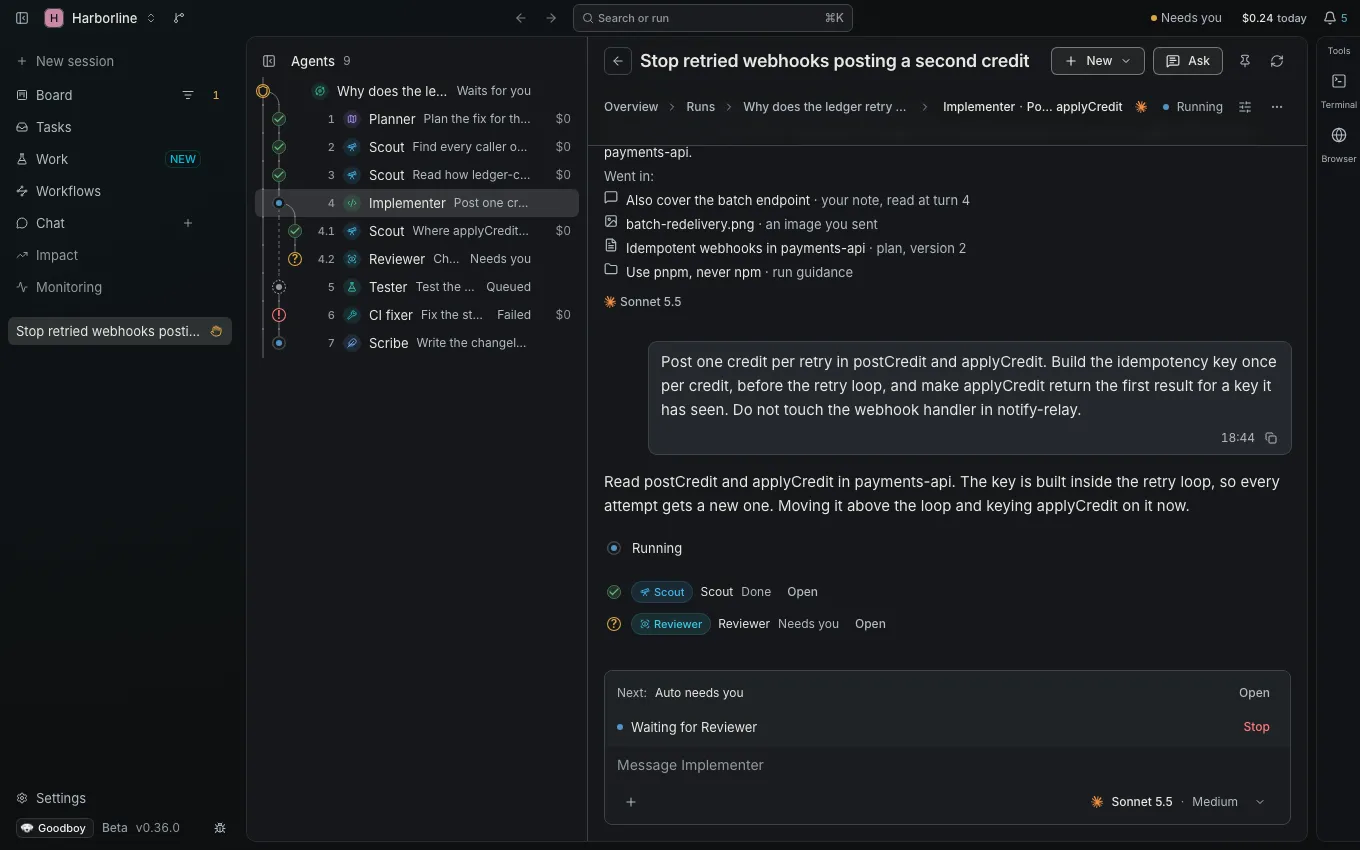 H Harborline
Search or run ⌘K
Needs you $0.24 today 5
New session
Board 1
Tasks
Work NEW
Workflows
Chat
Impact
Monitoring
Stop retried webhooks posti...
Settings
Goodboy Beta v0.36.0
Agents 9
Why does the le... Waits for you
1 Planner Plan the fix for th... $0
2 Scout Find every caller o... $0
3 Scout Read how ledger-c... $0
4 Implementer Post one cr...
4.1 Scout Where applyCredit... $0
4.2 Reviewer Ch... Needs you
5 Tester Test the ... Queued
6 CI fixer Fix the st... Failed $0
7 Scribe Write the changel...
Stop retried webhooks posting a second credit
New Ask
Overview Runs Why does the ledger retry ... Implementer · Po... applyCredit Running
payments-api.
Went in:
Also cover the batch endpoint · your note, read at turn 4
batch-redelivery.png · an image you sent
Idempotent webhooks in payments-api · plan, version 2
Use pnpm, never npm · run guidance
Sonnet 5.5
Post one credit per retry in postCredit and applyCredit. Build the idempotency key once
per credit, before the retry loop, and make applyCredit return the first result for a key it
has seen. Do not touch the webhook handler in notify-relay.
18:44
Read postCredit and applyCredit in payments-api. The key is built inside the retry loop, so every
attempt gets a new one. Moving it above the loop and keying applyCredit on it now.
Running
Scout Scout Done Open
Reviewer Reviewer Needs you Open
Next: Auto needs you Open
Waiting for Reviewer Stop
Message Implementer
Sonnet 5.5 · Medium
Tools
Terminal
Browser